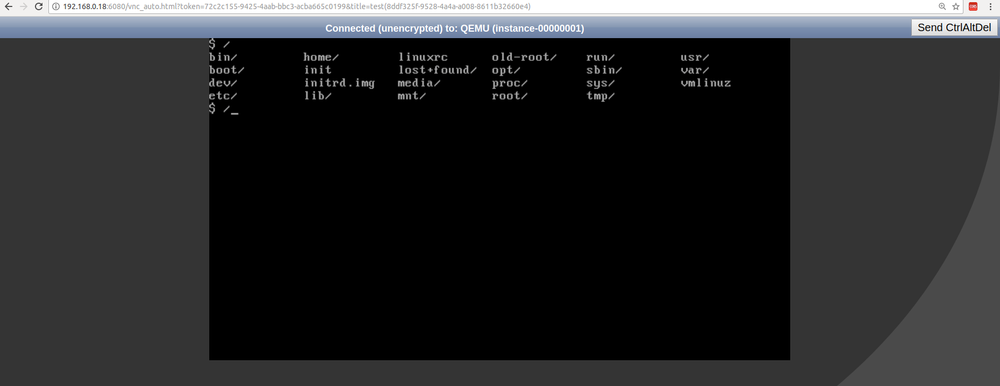 192.168.0.18:6080/vnc_auto.html?token=72c2c155-9425-4aab-bbc3-acba665c0199&title=test(8ddf325f-9528-4a4a-a008-8611b32660e4)
CORS
Connected (unencrypted) to: QEMU (instance-00000001)
Send CtrlAltDel
$ /
bin/ home/ linuxrc old-root/ run/ usr/
boot/ init lost+found/ opt/ sbin/ var/
dev/ initrd.img media/ proc/ sys/ vmlinuz
etc/ lib/ mnt/ root/ tmp/
$ /_